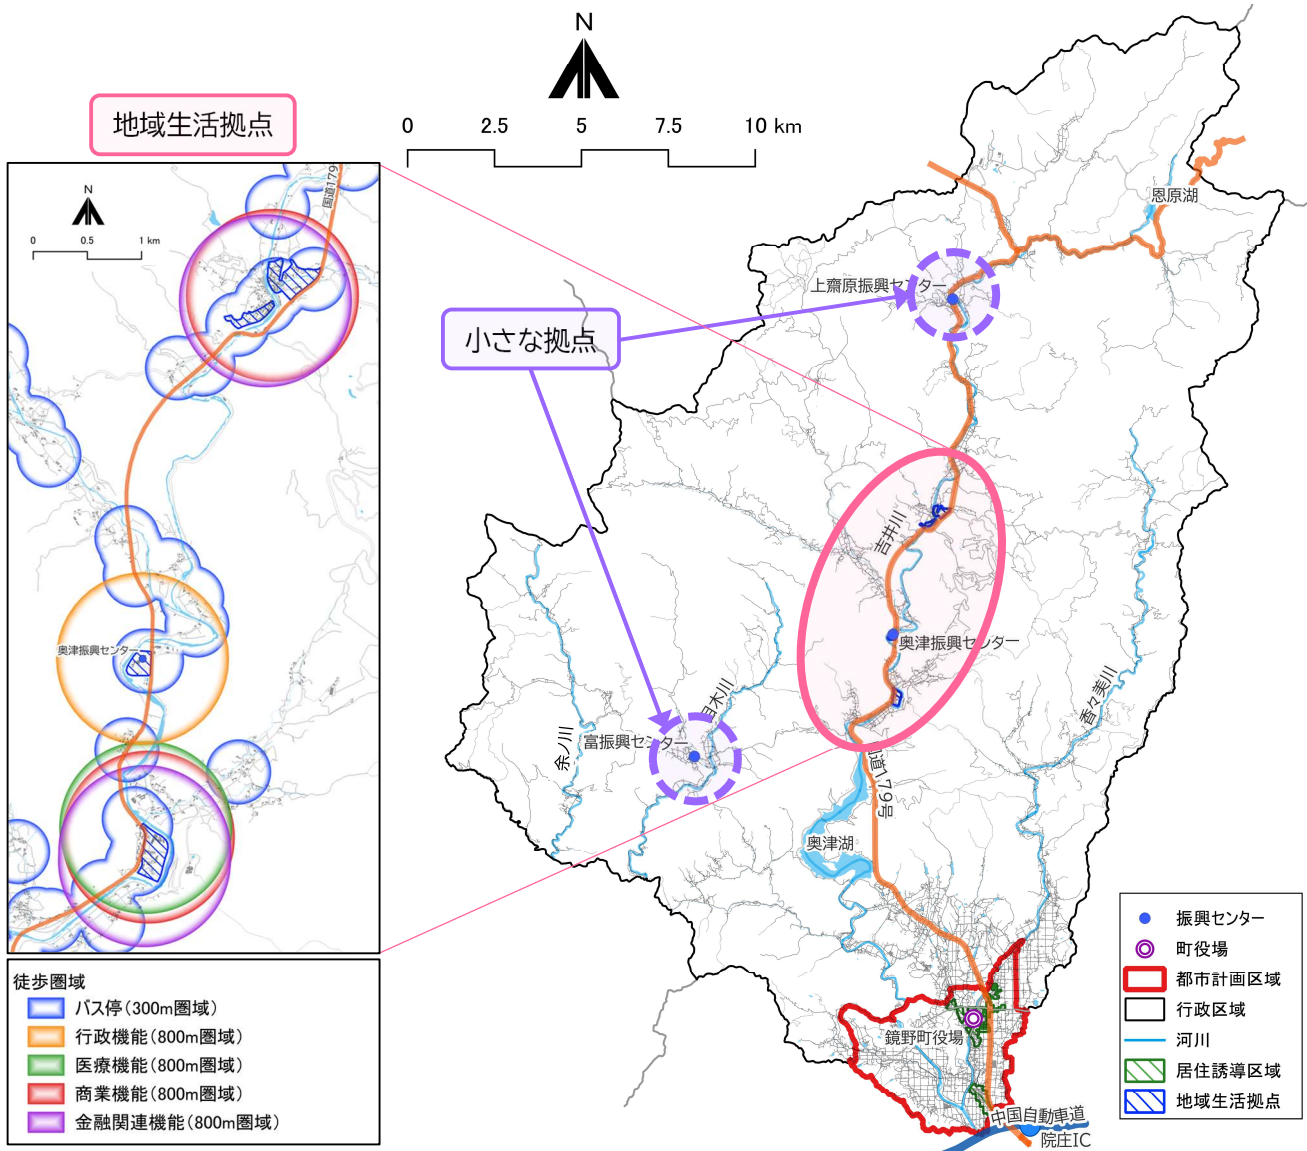 N
0
2.5
5
7.5
10 km
地域生活拠点
N
0
0.5
1 km
国道179
奥津振興センター
小さな拠点
恩原湖
上齋原振興センター
吉井川
奥津振興センター
香々美川
目木川
富振興センター
余ノ川
国道179号
奥津湖
鏡野町役場
中国自動車道
院庄IC
徒歩圏域
バス停(300m圏域)
行政機能(800m圏域)
医療機能(800m圏域)
商業機能(800m圏域)
金融関連機能(800m圏域)
振興センター
町役場
都市計画区域
行政区域
河川
居住誘導区域
地域生活拠点